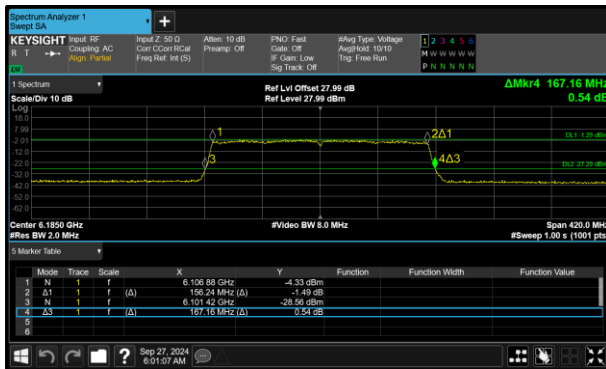 Spectrum Analyzer 1
Swept SA
KEYSIGHT Input: RF Input Z: 50 Ω Atten: 10 dB PNO: Fast #Avg Type: Voltage 1 2 3 4 5 6
R T Coupling: AC Corr CCorr RCal Preamp: Off Gate: Off Avg|Hold: 10/10 M W W W W W
Align: Partial Freq Ref: Int (S) IF Gain: Low Trig: Free Run P N N N N N
Sig Track: Off
1 Spectrum Ref Lvl Offset 27.99 dB ΔMkr4 167.16 MHz
Scale/Div 10 dB Ref Level 27.99 dBm 0.54 dB
Log
18.0
7.99
-2.01 1 2Δ1 DL1 -1.29 dBm
-12.0
-22.0 3 4Δ3 DL2 -27.29 dBm
-32.0
-42.0
-52.0
-62.0
Center 6.1850 GHz #Video BW 8.0 MHz Span 420.0 MHz
#Res BW 2.0 MHz #Sweep 1.00 s (1001 pts)
5 Marker Table
Mode Trace Scale X Y Function Function Width Function Value
1 N 1 f 6.106 88 GHz -4.33 dBm
2 Δ1 1 f (Δ) 156.24 MHz (Δ) -1.49 dB
3 N 1 f 6.101 42 GHz -28.56 dBm
4 Δ3 1 f (Δ) 167.16 MHz (Δ) 0.54 dB
5
6
? Sep 27, 2024
6:01:07 AM